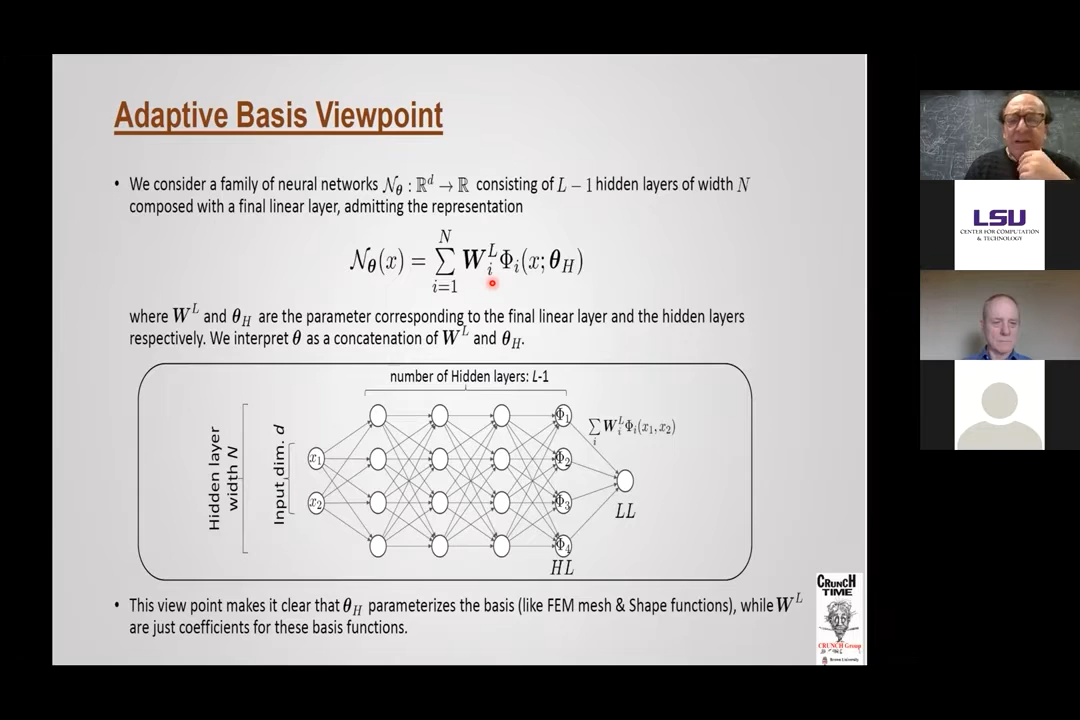 Adaptive Basis Viewpoint
• We consider a family of neural networks 𝒩_θ : ℝ^d → ℝ consisting of L − 1 hidden layers of width N
composed with a final linear layer, admitting the representation
𝒩_θ(x) = ∑_{i=1}^{N} W_i^L Φ_i(x; θ_H)
where W^L and θ_H are the parameter corresponding to the final linear layer and the hidden layers
respectively. We interpret θ as a concatenation of W^L and θ_H.
number of Hidden layers: L-1
Hidden layer
width N
Input dim. d
x_1
x_2
Φ_1
Φ_2
Φ_3
Φ_4
∑_i W_i^L Φ_i(x_1, x_2)
LL
HL
• This view point makes it clear that θ_H parameterizes the basis (like FEM mesh & Shape functions), while W^L
are just coefficients for these basis functions.
CRUNCH
TIME
CRUNCH Group
Brown University
LSU
CENTER FOR COMPUTATION
& TECHNOLOGY